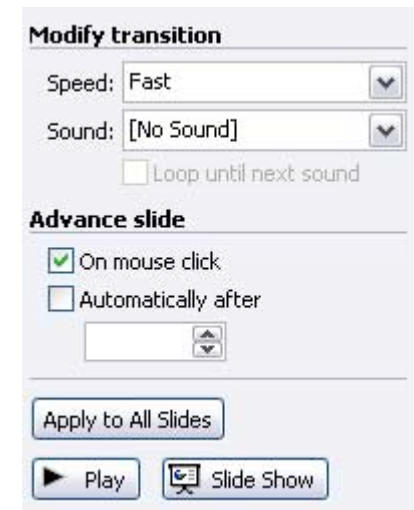 Modify transition
Speed: Fast
Sound: [No Sound]
Loop until next sound
Advance slide
On mouse click
Automatically after
Apply to All Slides
Play Slide Show